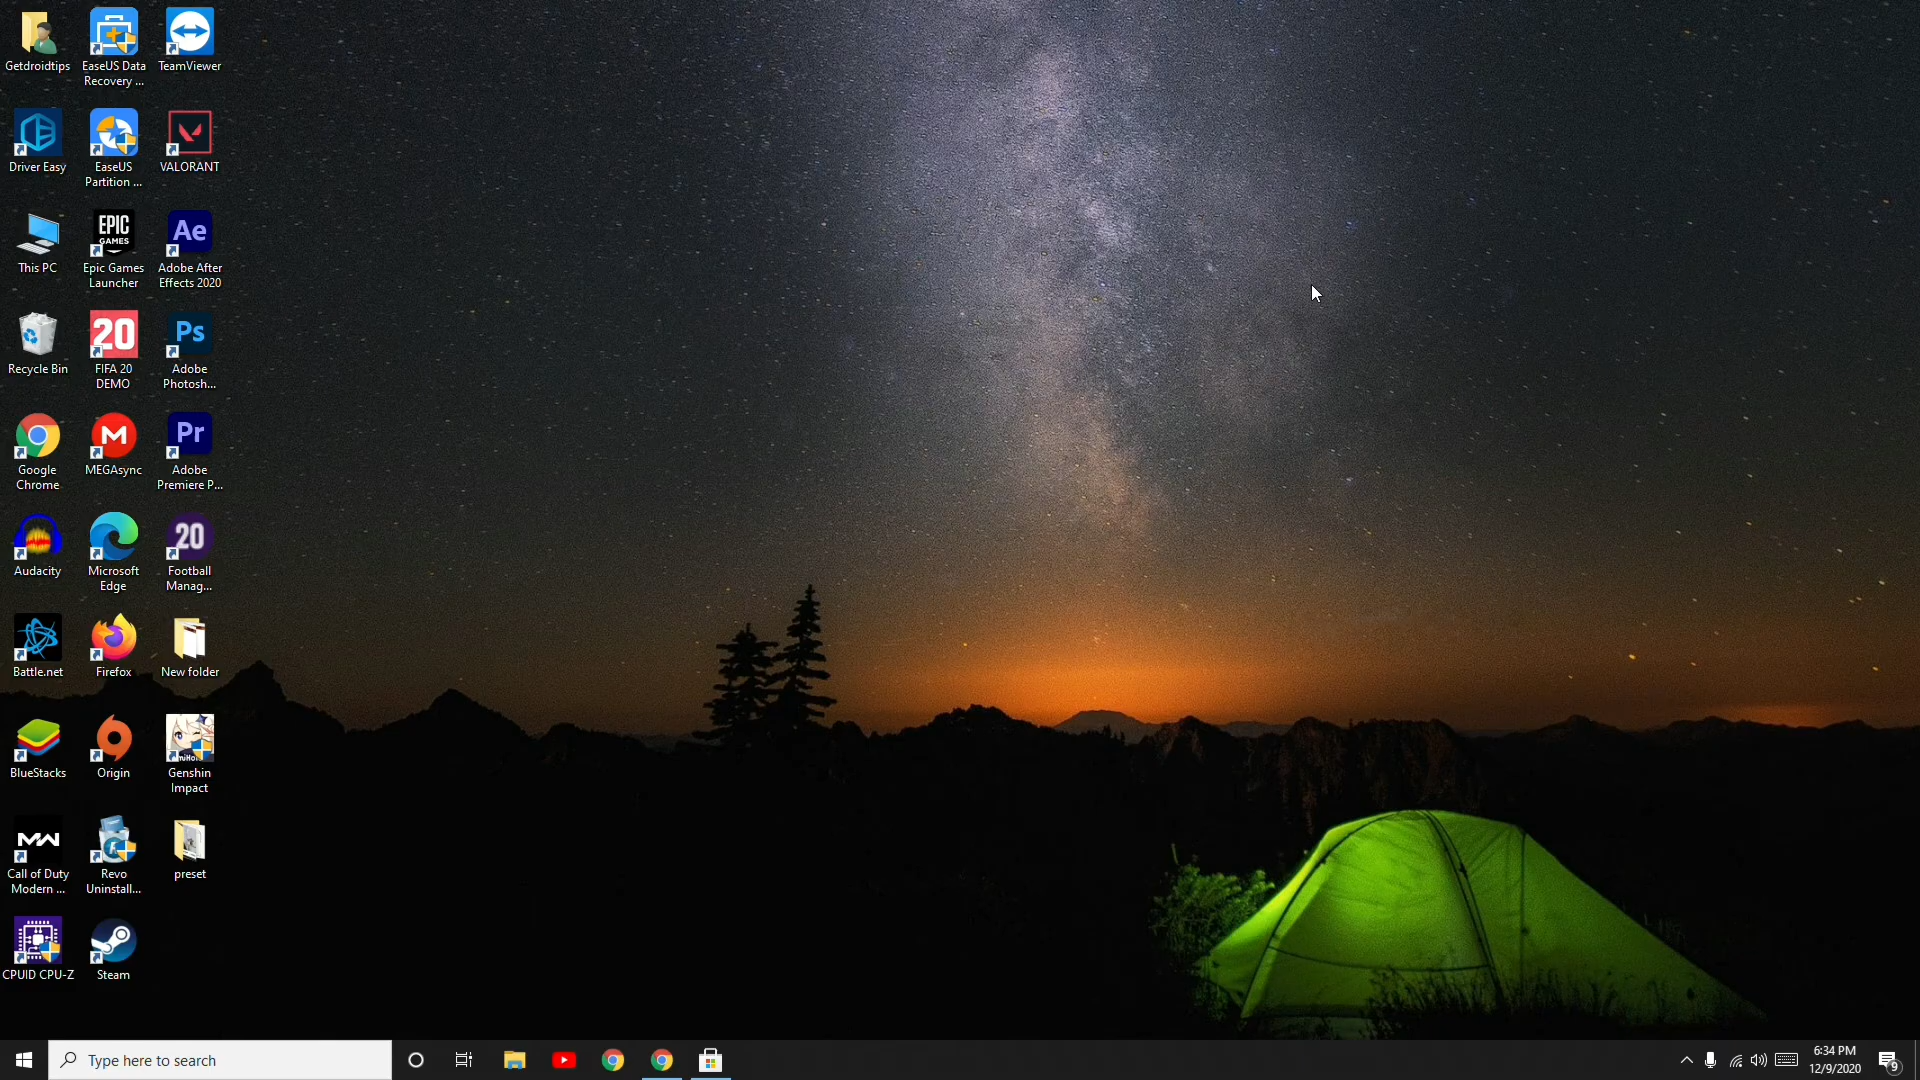 Getdroidtips
EaseUS Data
Recovery ...
TeamViewer
Driver Easy
EaseUS
Partition ...
VALORANT
This PC
EPIC
GAMES
Epic Games
Launcher
Ae
Adobe After
Effects 2020
Recycle Bin
20
FIFA 20
DEMO
Ps
Adobe
Photosh...
Google
Chrome
M
MEGAsync
Pr
Adobe
Premiere P...
Audacity
Microsoft
Edge
20
Football
Manag...
Battle.net
Firefox
New folder
BlueStacks
Origin
Genshin
Impact
MW
Call of Duty
Modern ...
Revo
Uninstall...
preset
CPUID CPU-Z
Steam
Type here to search
6:34 PM
12/9/2020
9